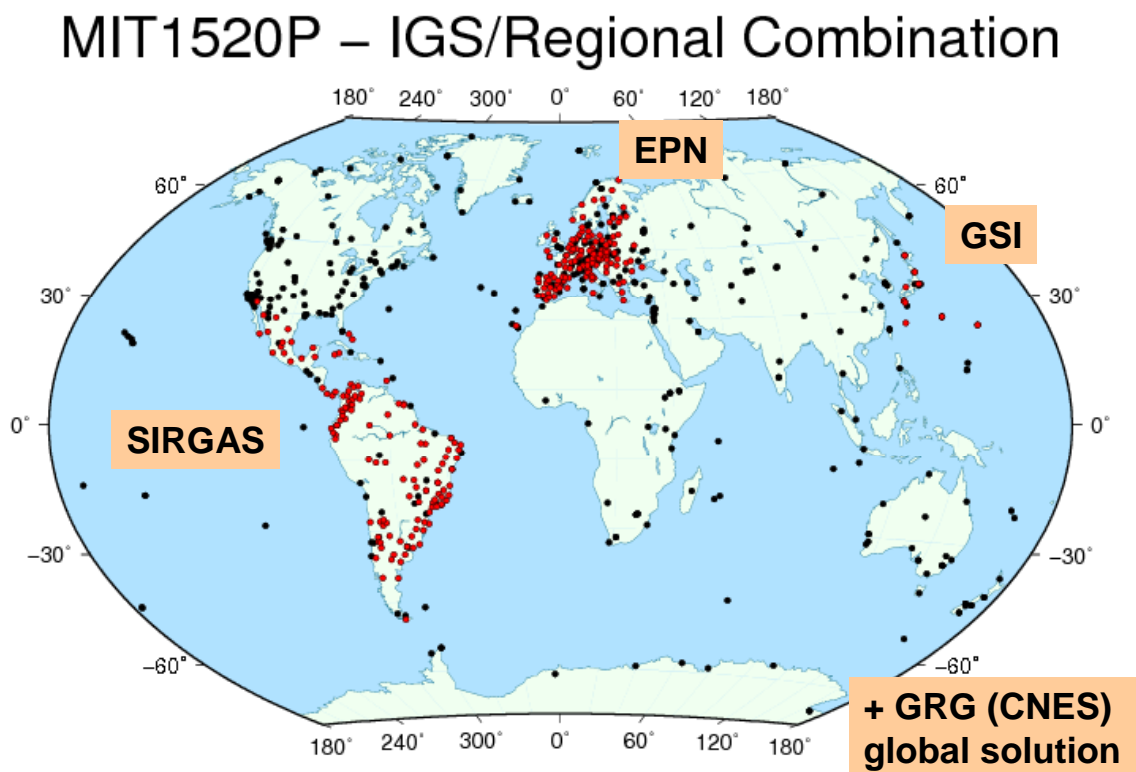 MIT1520P – IGS/Regional Combination
180° 240° 300° 0° 60° 120° 180°
EPN
60° 60°
GSI
30° 30°
SIRGAS
0° 0°
−30° −30°
−60° −60°
+ GRG (CNES)
global solution
180° 240° 300° 0° 60° 120° 180°